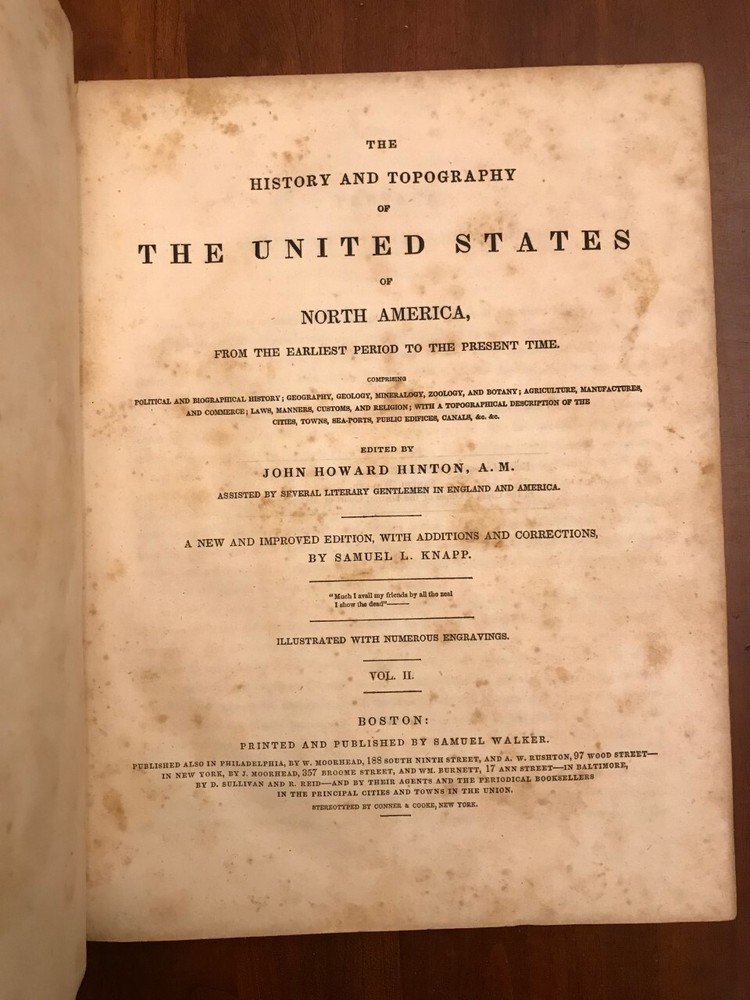 THE
HISTORY AND TOPOGRAPHY
OF
THE UNITED STATES
OF
NORTH AMERICA,
FROM THE EARLIEST PERIOD TO THE PRESENT TIME.
COMPRISING
POLITICAL AND BIOGRAPHICAL HISTORY; GEOGRAPHY, GEOLOGY, MINERALOGY, ZOOLOGY, AND BOTANY; AGRICULTURE, MANUFACTURES,
AND COMMERCE; LAWS, MANNERS, CUSTOMS, AND RELIGION; WITH A TOPOGRAPHICAL DESCRIPTION OF THE
CITIES, TOWNS, SEA-PORTS, PUBLIC EDIFICES, CANALS, &c. &c.
EDITED BY
JOHN HOWARD HINTON, A. M.
ASSISTED BY SEVERAL LITERARY GENTLEMEN IN ENGLAND AND AMERICA.
A NEW AND IMPROVED EDITION, WITH ADDITIONS AND CORRECTIONS,
BY SAMUEL L. KNAPP.
"Much I avail my friends by all the zeal
I show the dead"——
ILLUSTRATED WITH NUMEROUS ENGRAVINGS.
VOL. II.
BOSTON:
PRINTED AND PUBLISHED BY SAMUEL WALKER.
PUBLISHED ALSO IN PHILADELPHIA, BY W. MOORHEAD, 188 SOUTH NINTH STREET, AND A. W. RUSHTON, 97 WOOD STREET—
IN NEW YORK, BY J. MOORHEAD, 357 BROOME STREET, AND WM. BURNETT, 17 ANN STREET—IN BALTIMORE,
BY D. SULLIVAN AND R. REID—AND BY THEIR AGENTS AND THE PERIODICAL BOOKSELLERS
IN THE PRINCIPAL CITIES AND TOWNS IN THE UNION.
STEREOTYPED BY CONNER & COOKE, NEW YORK.